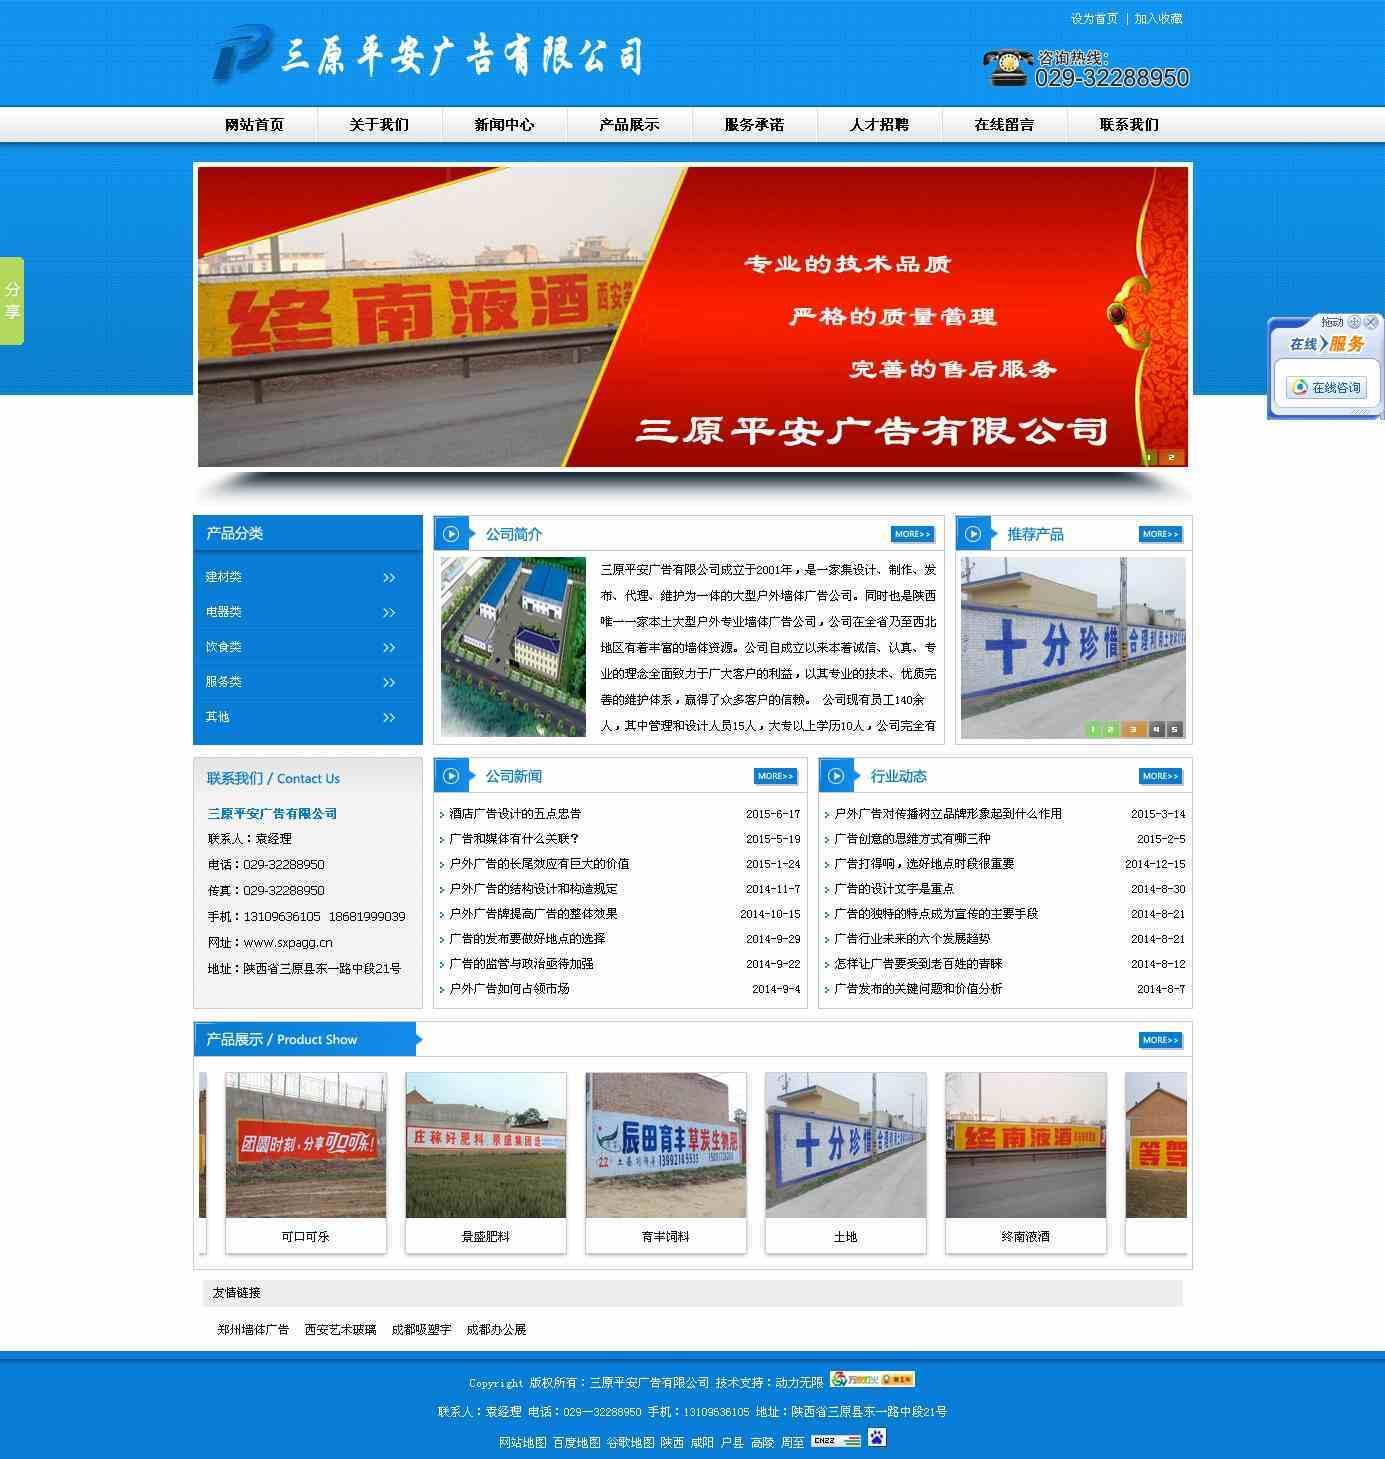 设为首页 | 加入收藏
三原平安广告有限公司
咨询热线:
029-32288950
网站首页 关于我们 新闻中心 产品展示 服务承诺 人才招聘 在线留言 联系我们
分享
终南液酒
专业的技术品质
严格的质量管理
完善的售后服务
三原平安广告有限公司
1 2
拖动
在线服务
在线咨询
产品分类
建材类 >>
电器类 >>
饮食类 >>
服务类 >>
其他 >>
公司简介 MORE>>
三原平安广告有限公司成立于2001年，是一家集设计、制作、发
布、代理、维护为一体的大型户外墙体广告公司。同时也是陕西
唯一一家本土大型户外专业墙体广告公司，公司在全省乃至西北
地区有着丰富的墙体资源。公司自成立以来本着诚信、认真、专
业的理念全面致力于广大客户的利益，以其专业的技术、优质完
善的维护体系，赢得了众多客户的信赖。 公司现有员工140余
人，其中管理和设计人员15人，大专以上学历10人，公司完全有
推荐产品 MORE>>
十分珍惜 合理利用土地
1 2 3 4 5
联系我们 / Contact Us
三原平安广告有限公司
联系人：袁经理
电话：029-32288950
传真：029-32288950
手机：13109636105 18681999039
网址：www.sxpagg.cn
地址：陕西省三原县东一路中段21号
公司新闻 MORE>>
酒店广告设计的五点忠告 2015-6-17
广告和媒体有什么关联? 2015-5-19
户外广告的长尾效应有巨大的价值 2015-1-24
户外广告的结构设计和构造规定 2014-11-7
户外广告牌提高广告的整体效果 2014-10-15
广告的发布要做好地点的选择 2014-9-29
广告的监管与政治亟待加强 2014-9-22
户外广告如何占领市场 2014-9-4
行业动态 MORE>>
户外广告对传播树立品牌形象起到什么作用 2015-3-14
广告创意的思维方式有哪三种 2015-2-5
广告打得响，选好地点时段很重要 2014-12-15
广告的设计文字是重点 2014-8-30
广告的独特的特点成为宣传的主要手段 2014-8-21
广告行业未来的六个发展趋势 2014-8-21
怎样让广告要受到老百姓的青睐 2014-8-12
广告发布的关键问题和价值分析 2014-8-7
产品展示 / Product Show MORE>>
团圆时刻，分享可口可乐！
庄稼好肥料 景盛集团造
辰田育丰草炭生物肥
十分珍惜
终南液酒
等驾
可口可乐 景盛肥料 育丰饲料 土地 终南液酒
友情链接
郑州墙体广告 西安艺术玻璃 成都吸塑字 成都办公展
Copyright 版权所有：三原平安广告有限公司 技术支持：动力无限
联系人：袁经理 电话：029—32288950 手机：13109636105 地址：陕西省三原县东一路中段21号
网站地图 百度地图 谷歌地图 陕西 咸阳 户县 高陵 周至 CNZZ